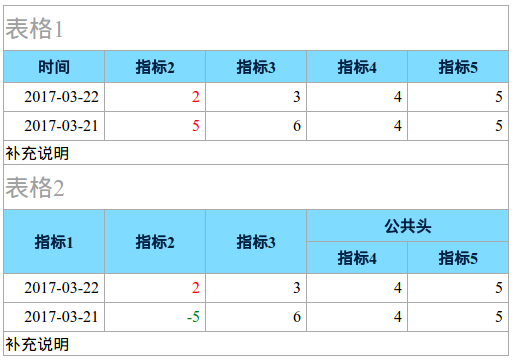 表格1
时间 指标2 指标3 指标4 指标5
2017-03-22 2 3 4 5
2017-03-21 5 6 4 5
补充说明
表格2
指标1 指标2 指标3 公共头
指标4 指标5
2017-03-22 2 3 4 5
2017-03-21 -5 6 4 5
补充说明